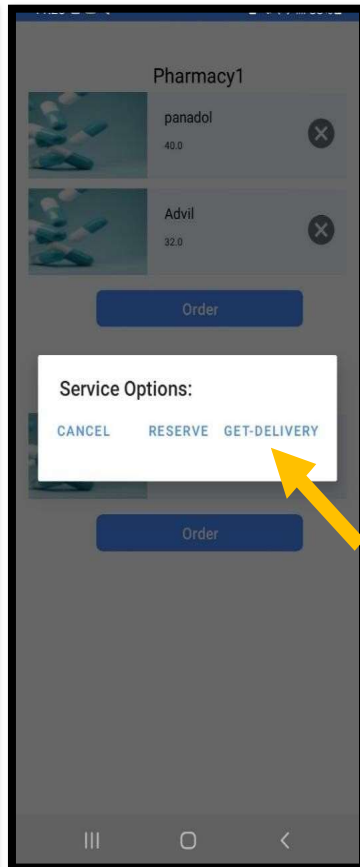 Pharmacy1
panadol
40.0
Advil
32.0
Order
Service Options:
CANCEL RESERVE GET-DELIVERY
Order